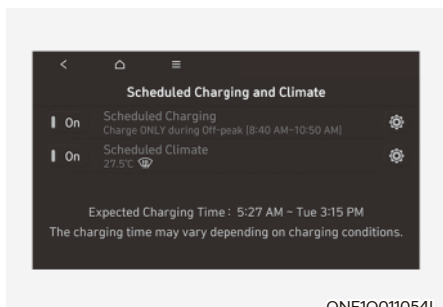 Scheduled Charging and Climate
On
Scheduled Charging
Charge ONLY during Off-peak (8:40 AM~10:50 AM)
On
Scheduled Climate
27.5℃
Expected Charging Time : 5:27 AM ~ Tue 3:15 PM
The charging time may vary depending on charging conditions.